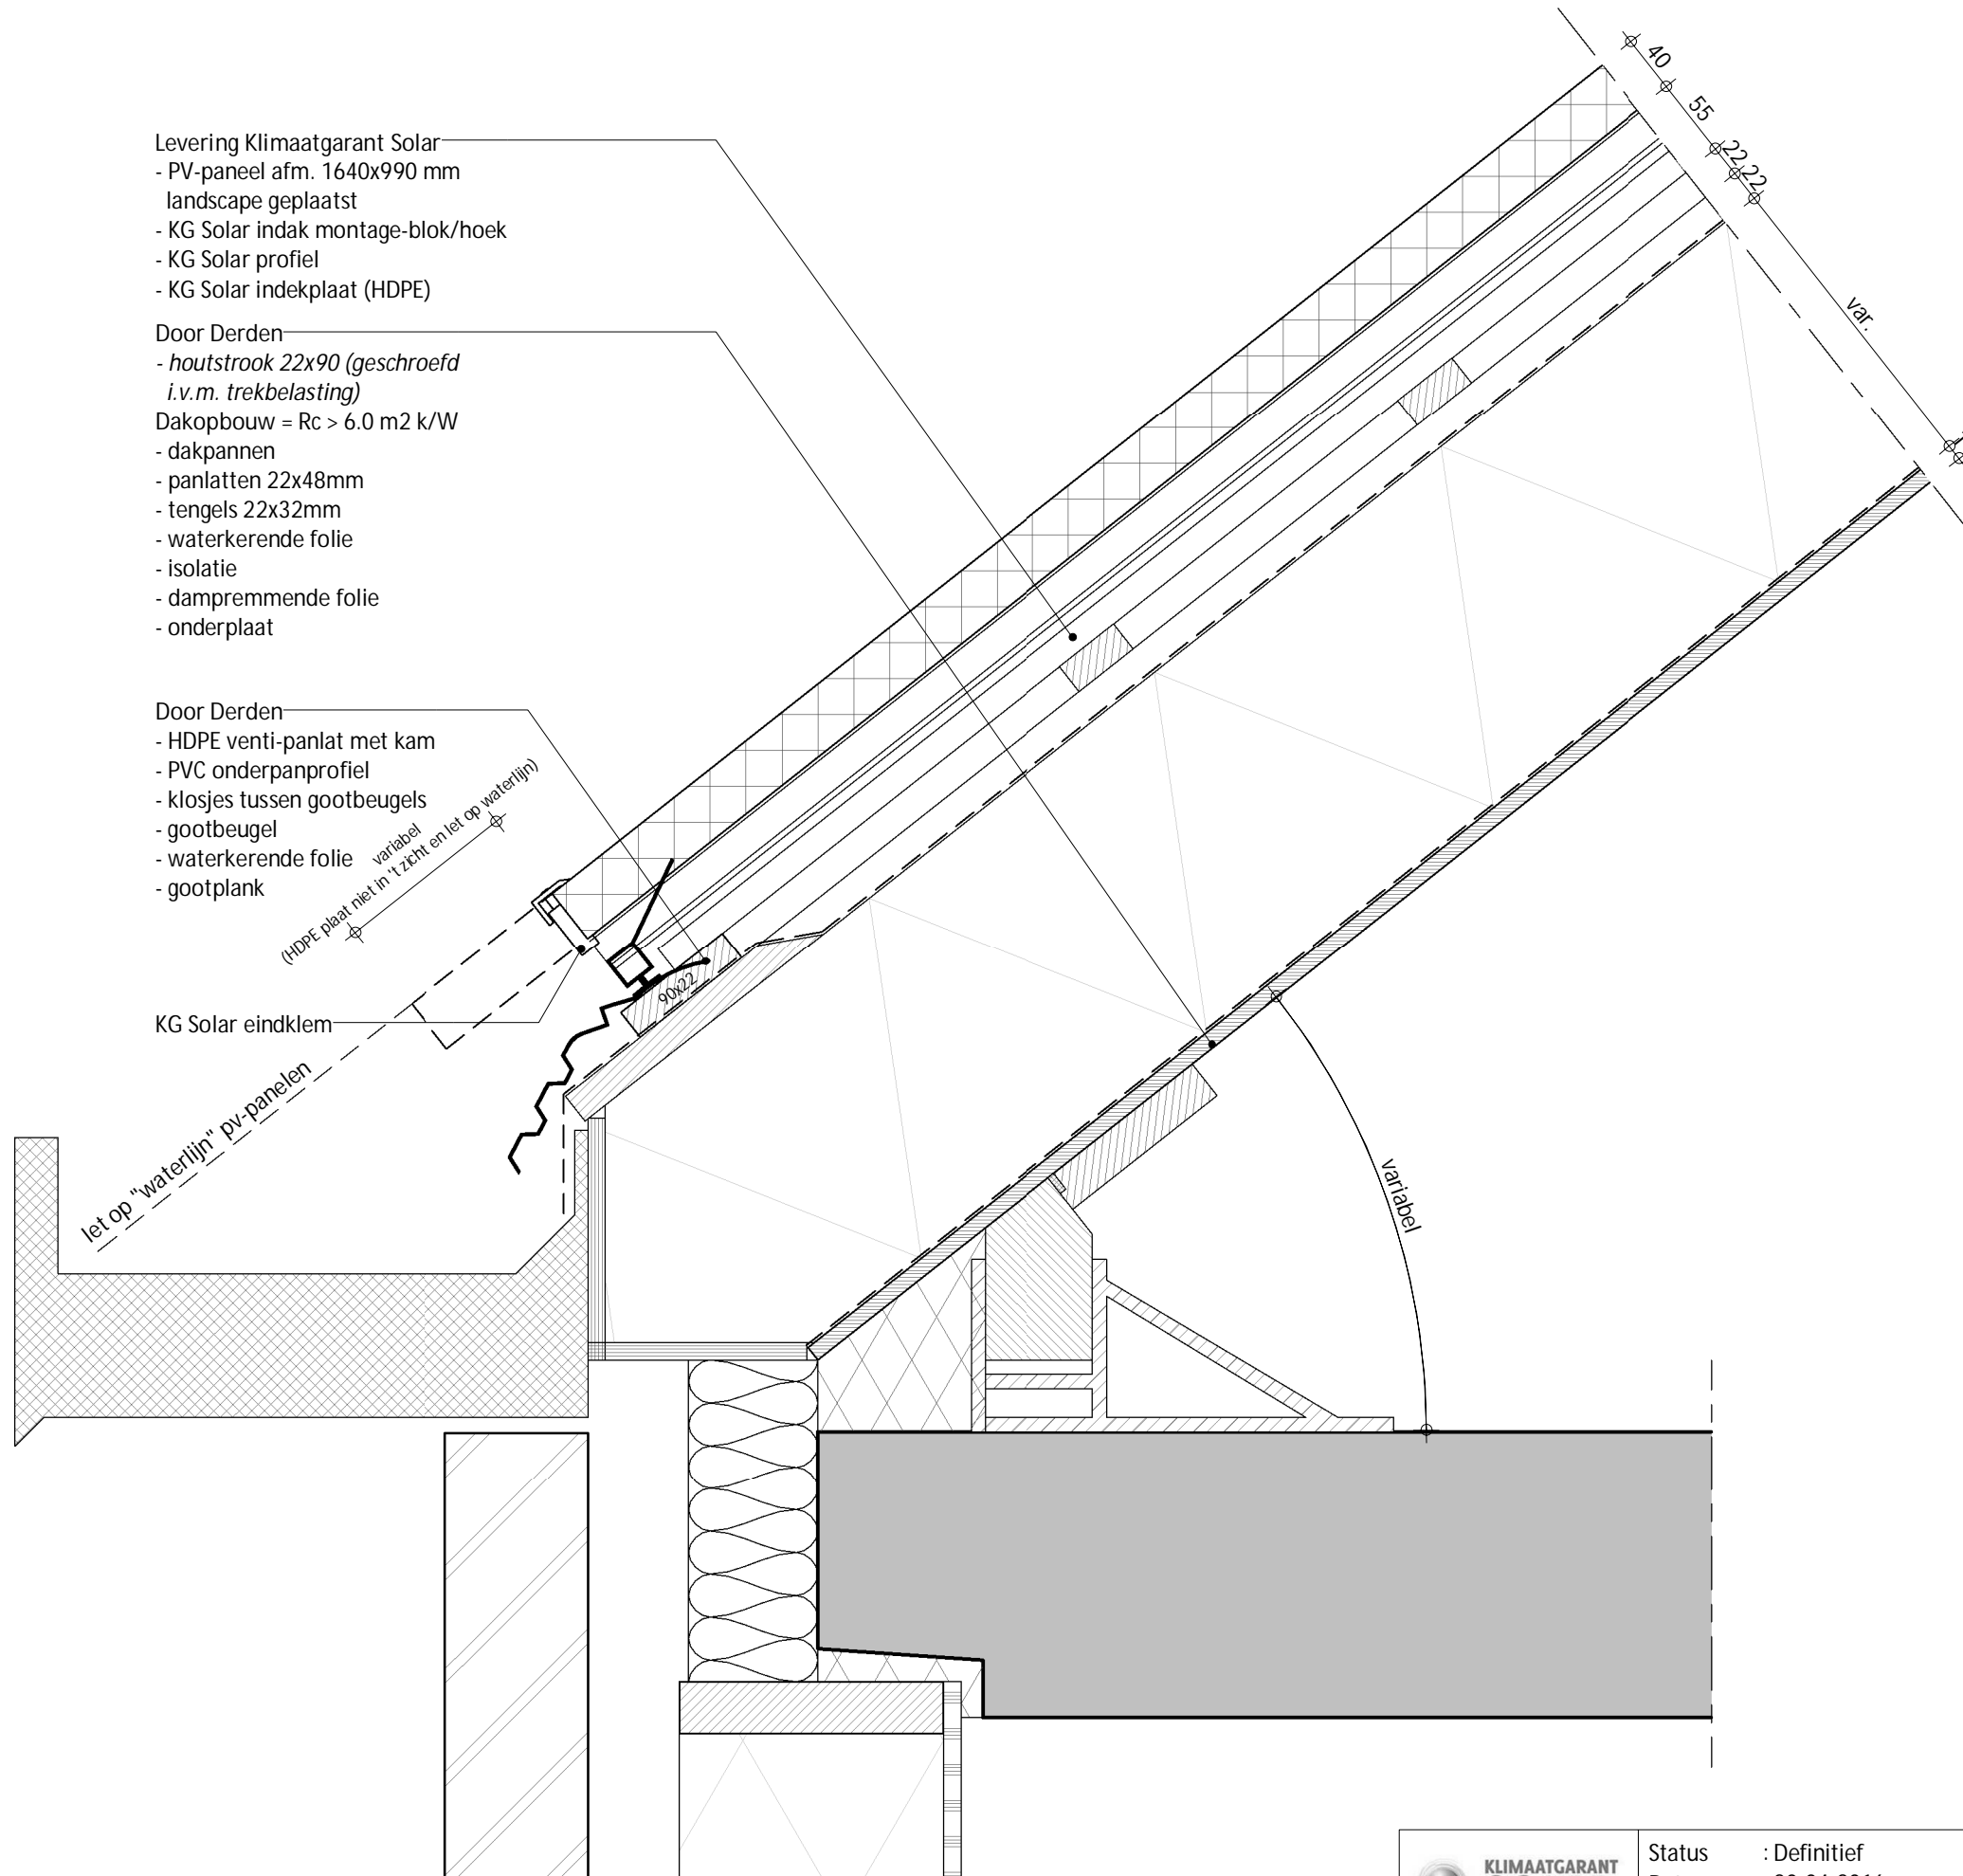 Levering Klimaatgarant Solar
- PV-paneel afm. 1640x990 mm
landscape geplaatst
- KG Solar indak montage-blok/hoek
- KG Solar profiel
- KG Solar indekplaat (HDPE)
Door Derden
- houtstrook 22x90 (geschroefd
i.v.m. trekbelasting)
Dakopbouw = Rc > 6.0 m2 k/W
- dakpannen
- panlatten 22x48mm
- tengels 22x32mm
- waterkerende folie
- isolatie
- dampremmende folie
- onderplaat
Door Derden
- HDPE venti-panlat met kam
- PVC onderpanprofiel
- klosjes tussen gootbeugels
- gootbeugel
- waterkerende folie
- gootplank
variabel
(HDPE plaat niet in 't zicht en let op waterlijn)
KG Solar eindklem
let op "waterlijn" pv-panelen
90x22
40
55
22
22
var.
variabel
KLIMAATGARANT
Status : Definitief